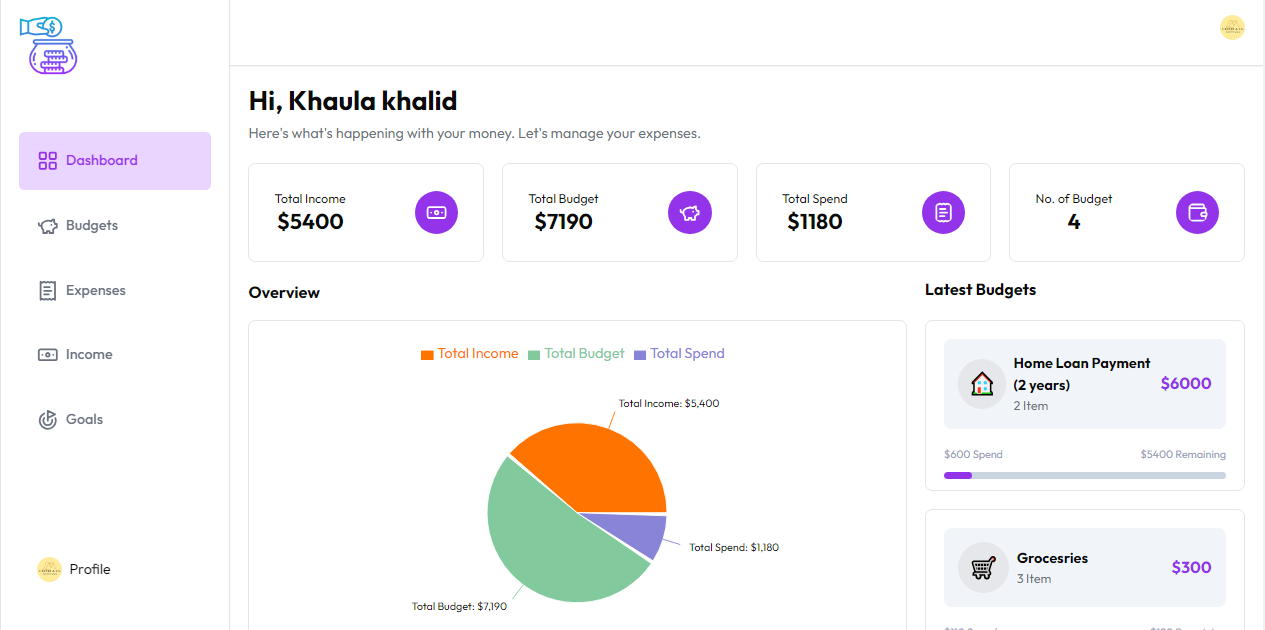 Hi, Khaula khalid
Here's what's happening with your money. Let's manage your expenses.
Dashboard
Budgets
Expenses
Income
Goals
Profile
Total Income
$5400
Total Budget
$7190
Total Spend
$1180
No. of Budget
4
Overview
Total Income Total Budget Total Spend
Total Income: $5,400
Total Spend: $1,180
Total Budget: $7,190
Latest Budgets
Home Loan Payment
(2 years)
2 Item
$6000
$600 Spend
$5400 Remaining
Grocesries
3 Item
$300